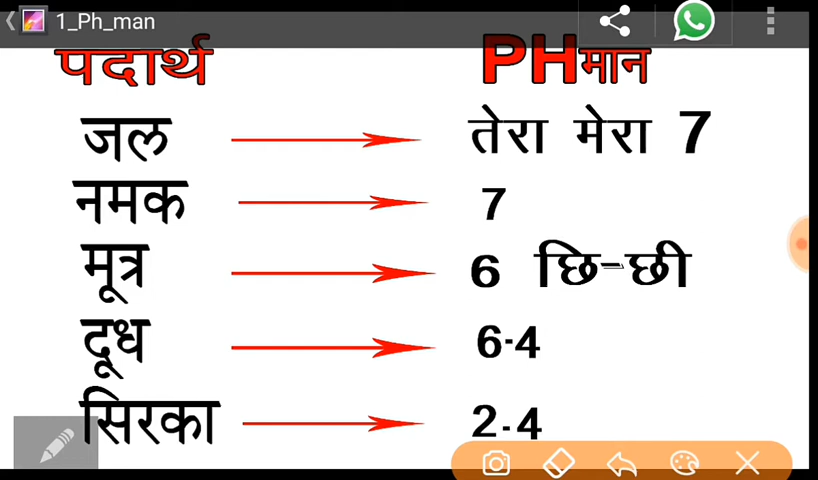 1_Ph_man
पदार्थ PHमान
जल तेरा मेरा 7
नमक 7
मूत्र 6 छि-छी
दूध 6.4
सिरका 2.4